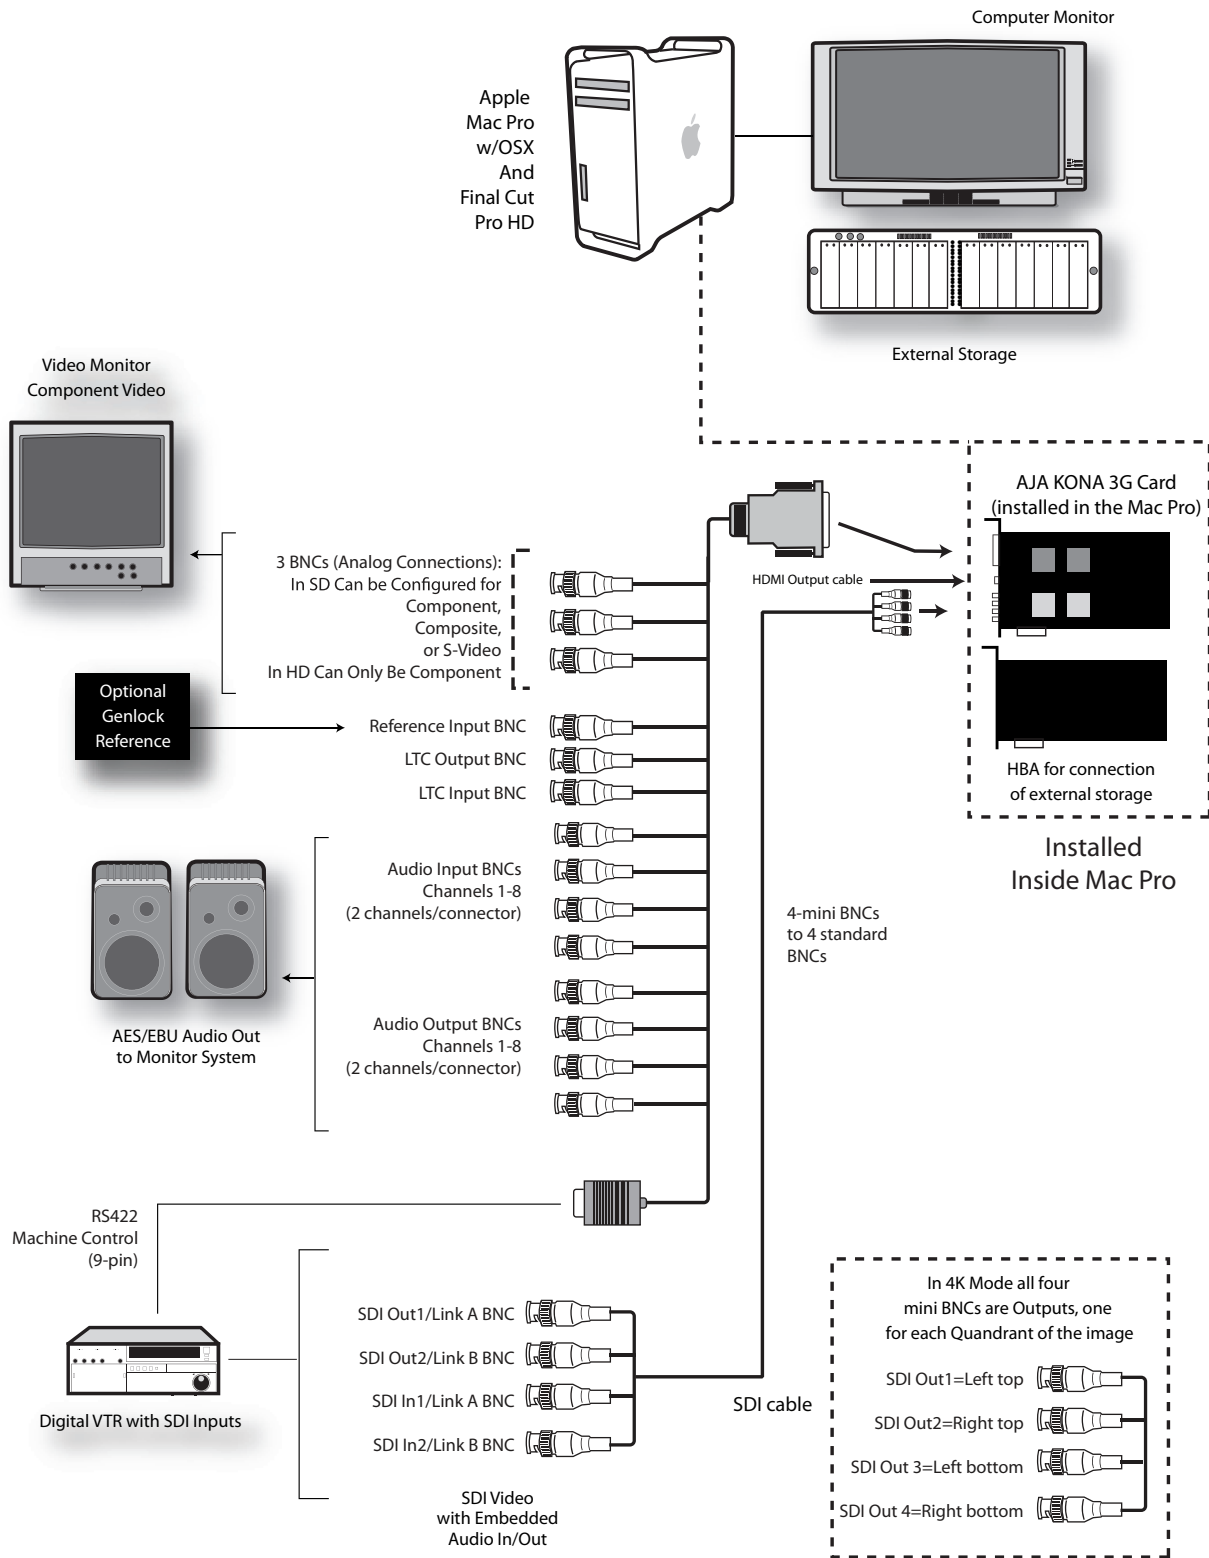 Computer Monitor
Apple
Mac Pro
w/OSX
And
Final Cut
Pro HD
External Storage
Video Monitor
Component Video
AJA KONA 3G Card
(installed in the Mac Pro)
3 BNCs (Analog Connections):
In SD Can be Configured for
Component,
Composite,
or S-Video
In HD Can Only Be Component
HDMI Output cable
Optional
Genlock
Reference
Reference Input BNC
LTC Output BNC
LTC Input BNC
HBA for connection
of external storage
Installed
Inside Mac Pro
Audio Input BNCs
Channels 1-8
(2 channels/connector)
4-mini BNCs
to 4 standard
BNCs
AES/EBU Audio Out
to Monitor System
Audio Output BNCs
Channels 1-8
(2 channels/connector)
RS422
Machine Control
(9-pin)
SDI Out1/Link A BNC
SDI Out2/Link B BNC
SDI In1/Link A BNC
SDI In2/Link B BNC
SDI cable
Digital VTR with SDI Inputs
SDI Video
with Embedded
Audio In/Out
In 4K Mode all four
mini BNCs are Outputs, one
for each Quandrant of the image
SDI Out1=Left top
SDI Out2=Right top
SDI Out 3=Left bottom
SDI Out 4=Right bottom